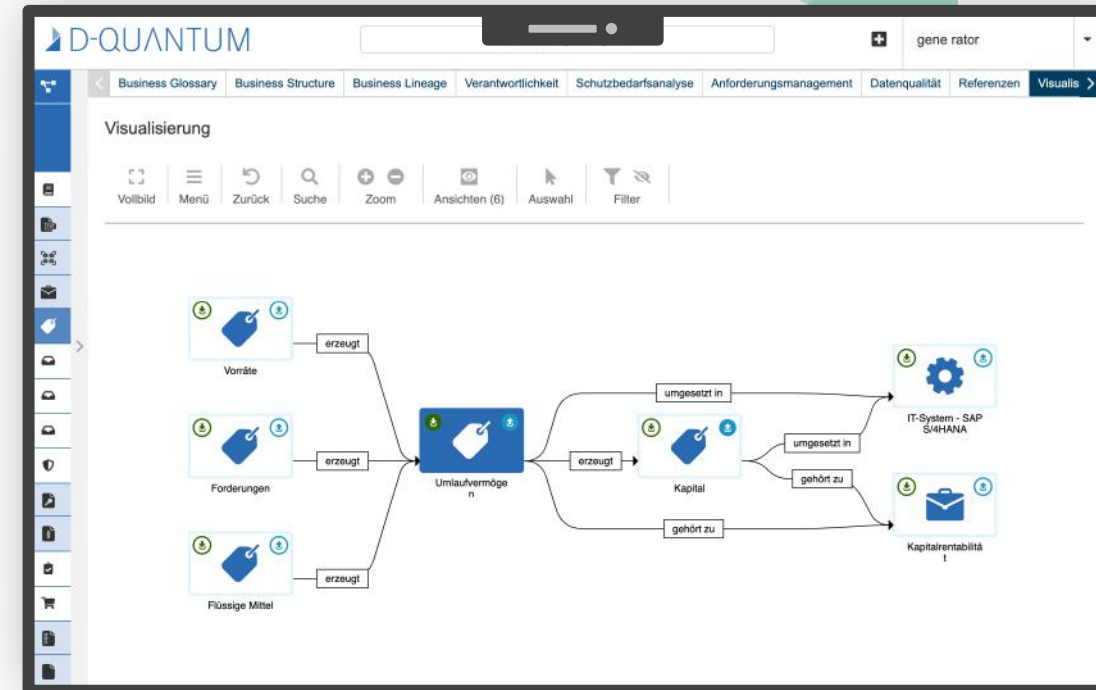 D-QUANTUM
gene rator
Business Glossary
Business Structure
Business Lineage
Verantwortlichkeit
Schutzbedarfsanalyse
Anforderungsmanagement
Datenqualität
Referenzen
Visualis
Visualisierung
Vollbild
Menü
Zurück
Suche
Zoom
Ansichten (6)
Auswahl
Filter
Vorräte
erzeugt
Forderungen
erzeugt
Flüssige Mittel
erzeugt
Umlaufvermöge
n
umgesetzt in
erzeugt
gehört zu
Kapital
umgesetzt in
gehört zu
IT-System - SAP
S/4HANA
Kapitalrentabilitä
t